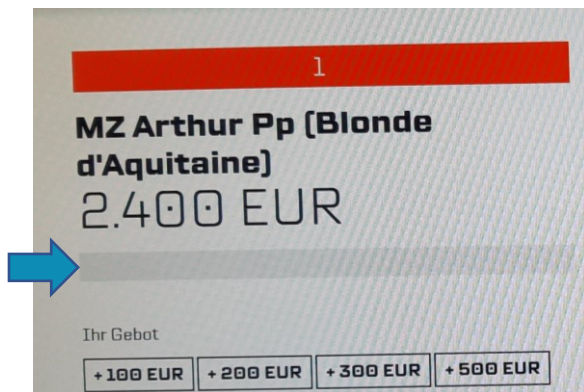 1
MZ Arthur Pp (Blonde
d'Aquitaine)
2.400 EUR
Ihr Gebot
+100 EUR +200 EUR +300 EUR +500 EUR